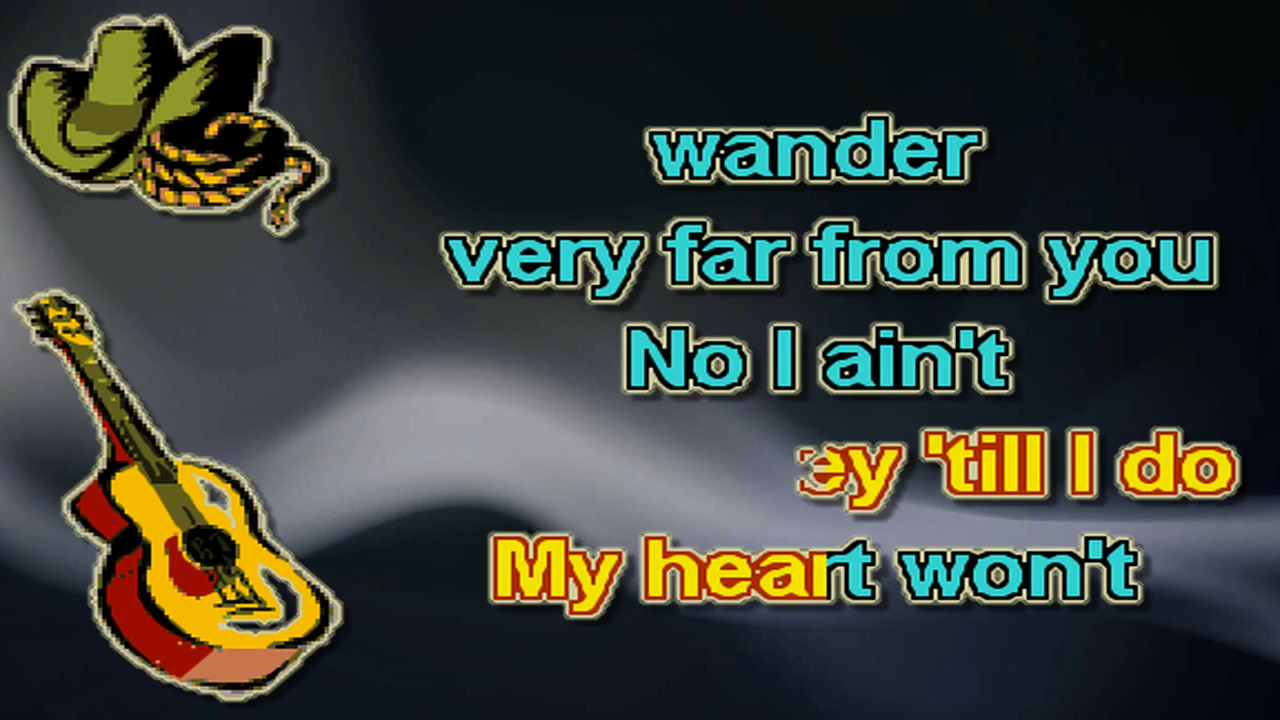 wander
very far from you
No I ain't
ey 'till I do
My heart won't